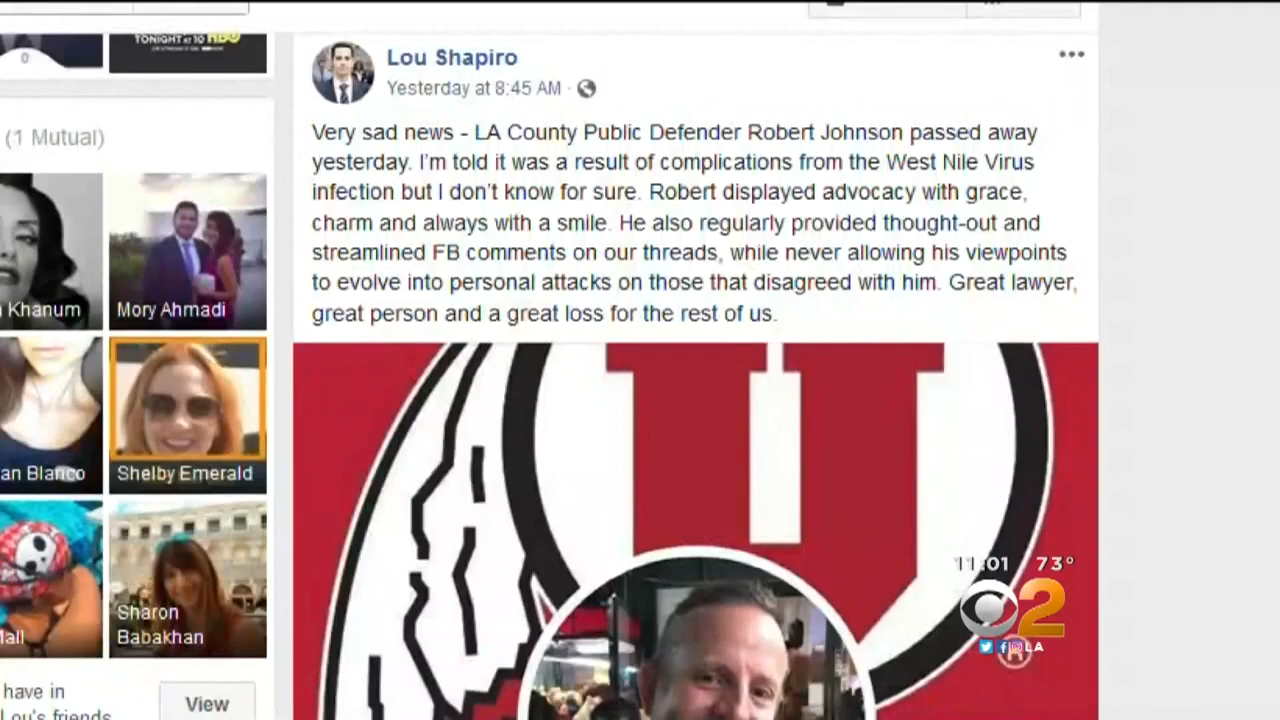 TONIGHT AT 10 HBO
0
Lou Shapiro
Yesterday at 8:45 AM ·
Very sad news - LA County Public Defender Robert Johnson passed away
yesterday. I'm told it was a result of complications from the West Nile Virus
infection but I don't know for sure. Robert displayed advocacy with grace,
charm and always with a smile. He also regularly provided thought-out and
streamlined FB comments on our threads, while never allowing his viewpoints
to evolve into personal attacks on those that disagreed with him. Great lawyer,
great person and a great loss for the rest of us.
(1 Mutual)
Khanum
Mory Ahmadi
an Blanco
Shelby Emerald
Sharon
Babakhan
have in
Lou's friends
View
U
11:01 73°
2
LA